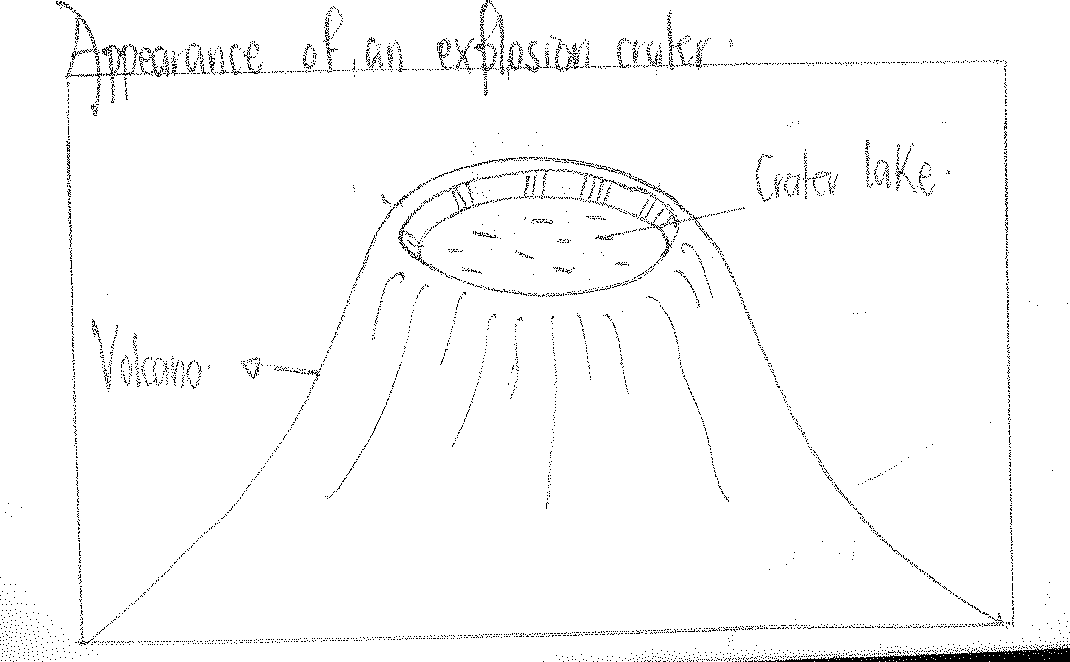 Appearance of an explosion crater.
Crater lake.
Volcano.